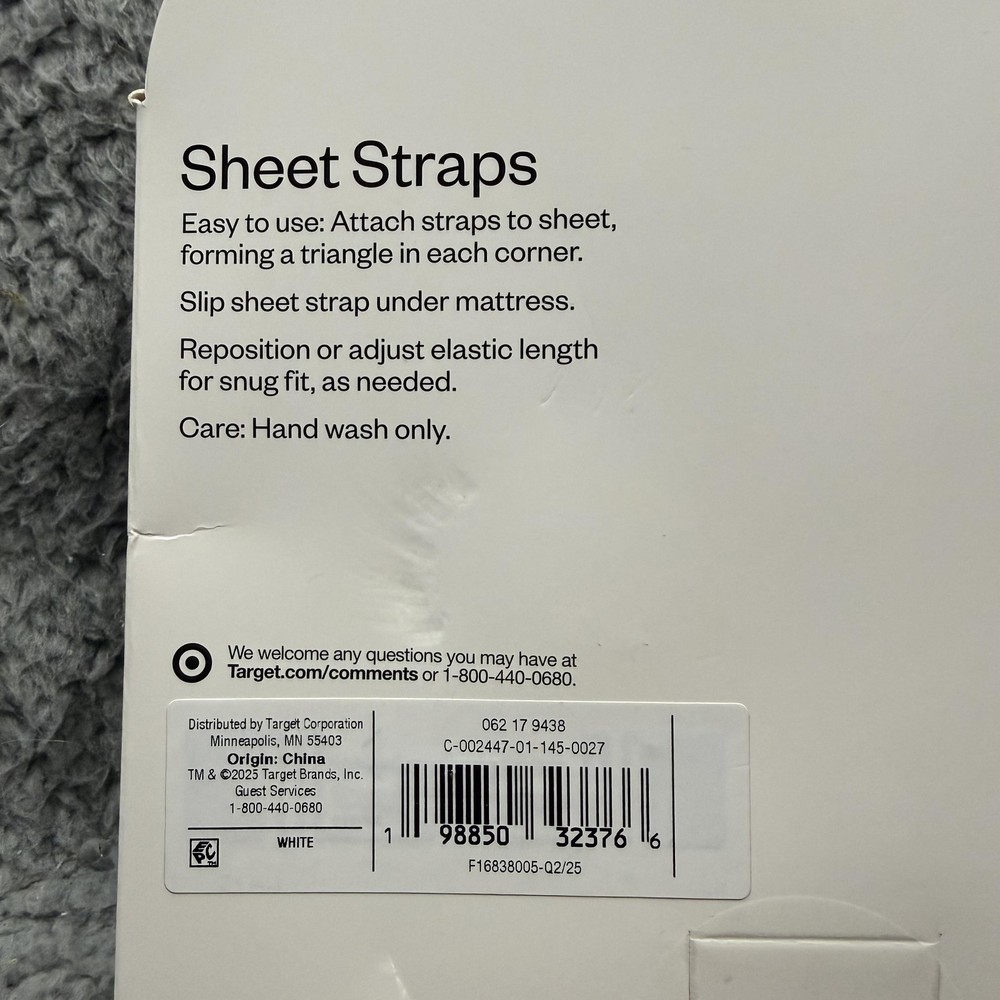 Sheet Straps
Easy to use: Attach straps to sheet,
forming a triangle in each corner.
Slip sheet strap under mattress.
Reposition or adjust elastic length
for snug fit, as needed.
Care: Hand wash only.
We welcome any questions you may have at
Target.com/comments or 1-800-440-0680.
Distributed by Target Corporation
Minneapolis, MN 55403
Origin: China
TM & ©2025 Target Brands, Inc.
Guest Services
1-800-440-0680
EPC™
WHITE
062 17 9438
C-002447-01-145-0027
1 98850 32376 6
F16838005-Q2/25